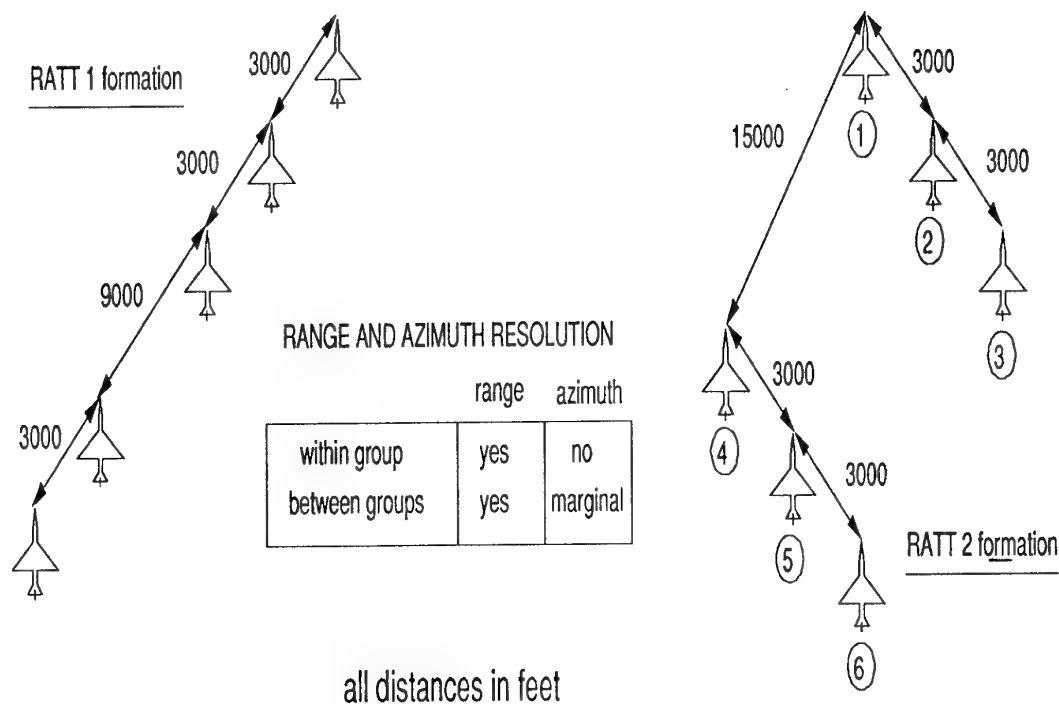 RATT 1 formation
3000
3000
9000
3000
15000
3000
3000
1
2
3
3000
3000
4
5
6
RATT 2 formation
RANGE AND AZIMUTH RESOLUTION
range azimuth
within group yes no
between groups yes marginal
all distances in feet